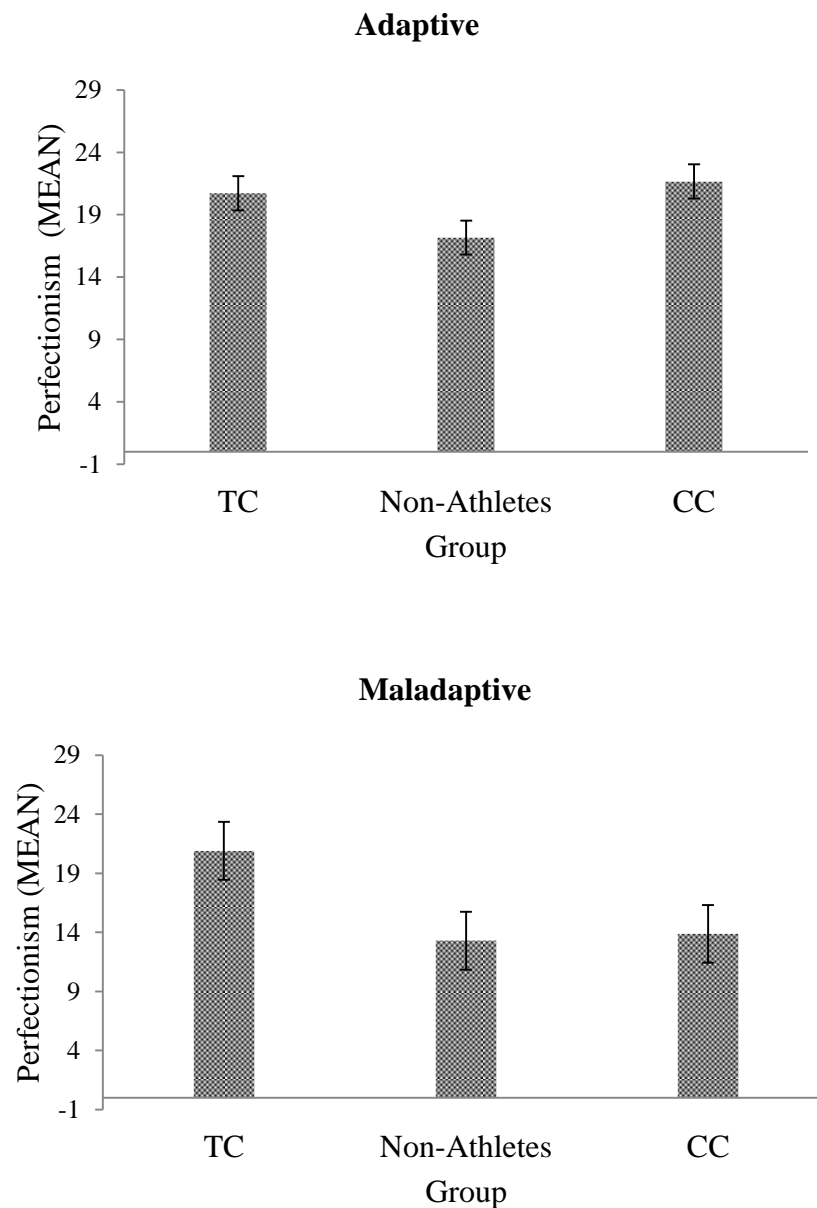 Adaptive
Perfectionism (MEAN)
29
24
19
14
9
4
-1
TC Non-Athletes CC
Group
Maladaptive
Perfectionism (MEAN)
29
24
19
14
9
4
-1
TC Non-Athletes CC
Group